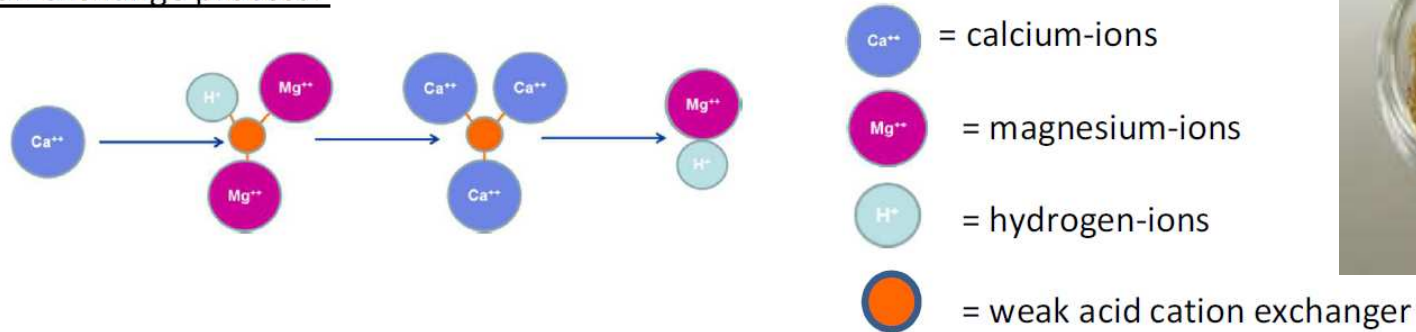 Ca++
H+
Mg++
Mg++
Ca++
Ca++
Ca++
Mg++
H+
Ca++ = calcium-ions
Mg++ = magnesium-ions
H+ = hydrogen-ions
= weak acid cation exchanger